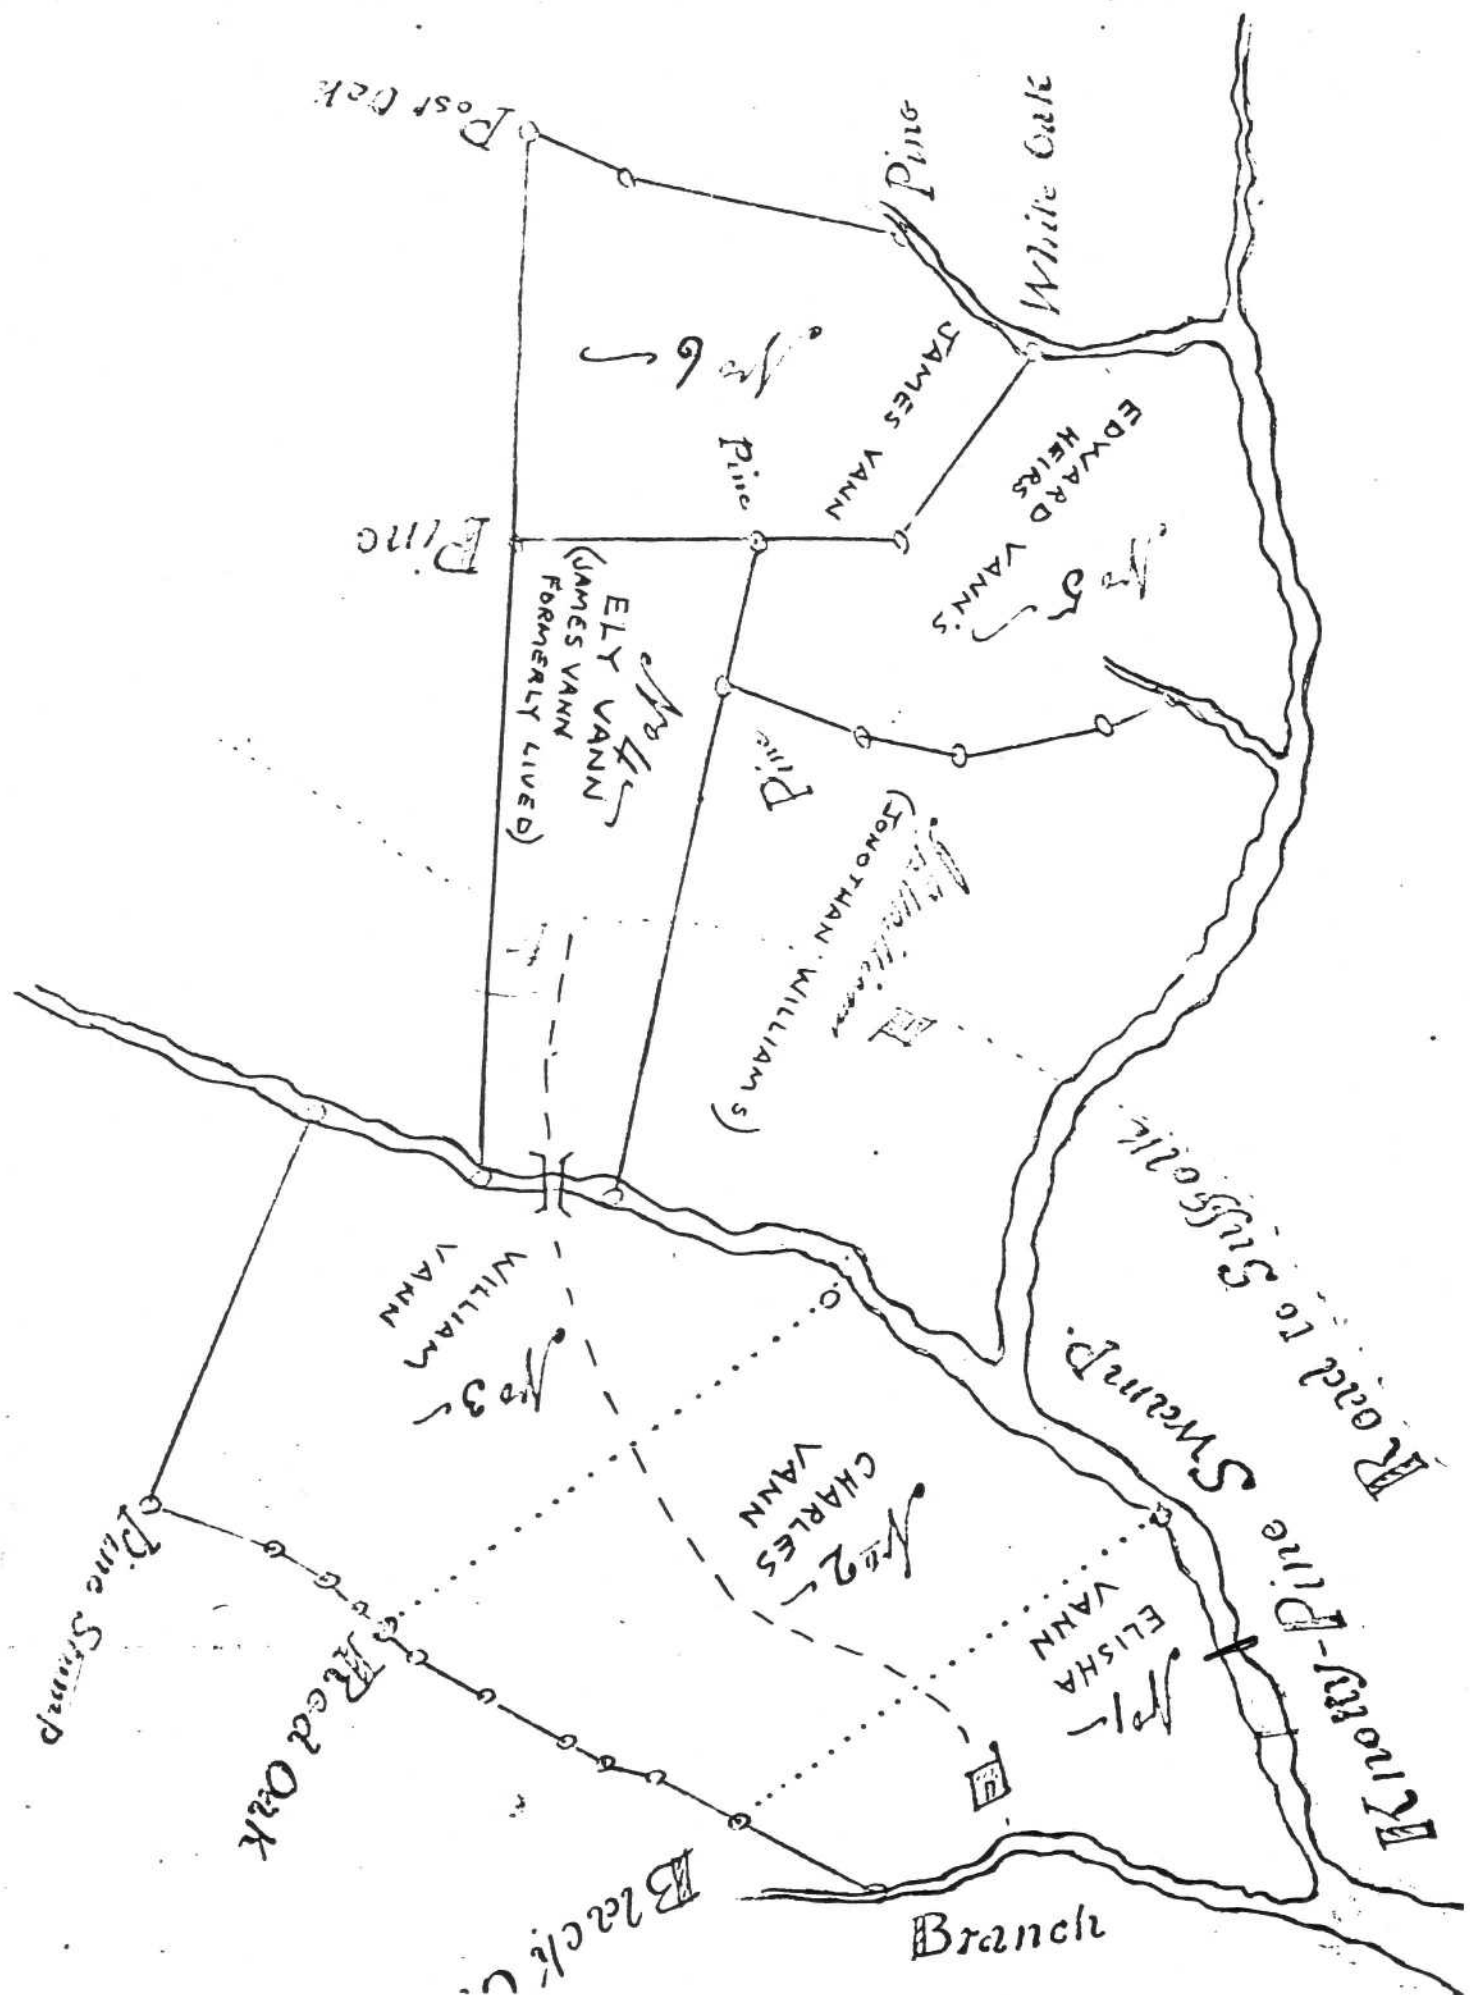 Post Oak
Pine
White Oak
No 6
JAMES VANN
EDWARD VANN'S
HEIRS
No 5
Pine
Pine
No 4
ELY VANN
(JAMES VANN
FORMERLY LIVED)
Pine
(JONOTHAN WILLIAMS)
Road to Suffolk
Knotty-Pine Swamp.
WILLIAM
VANN
No 3
No 2
CHARLES
VANN
No 1
ELISHA
VANN
Pine Stump
Red Oak
Black
Branch